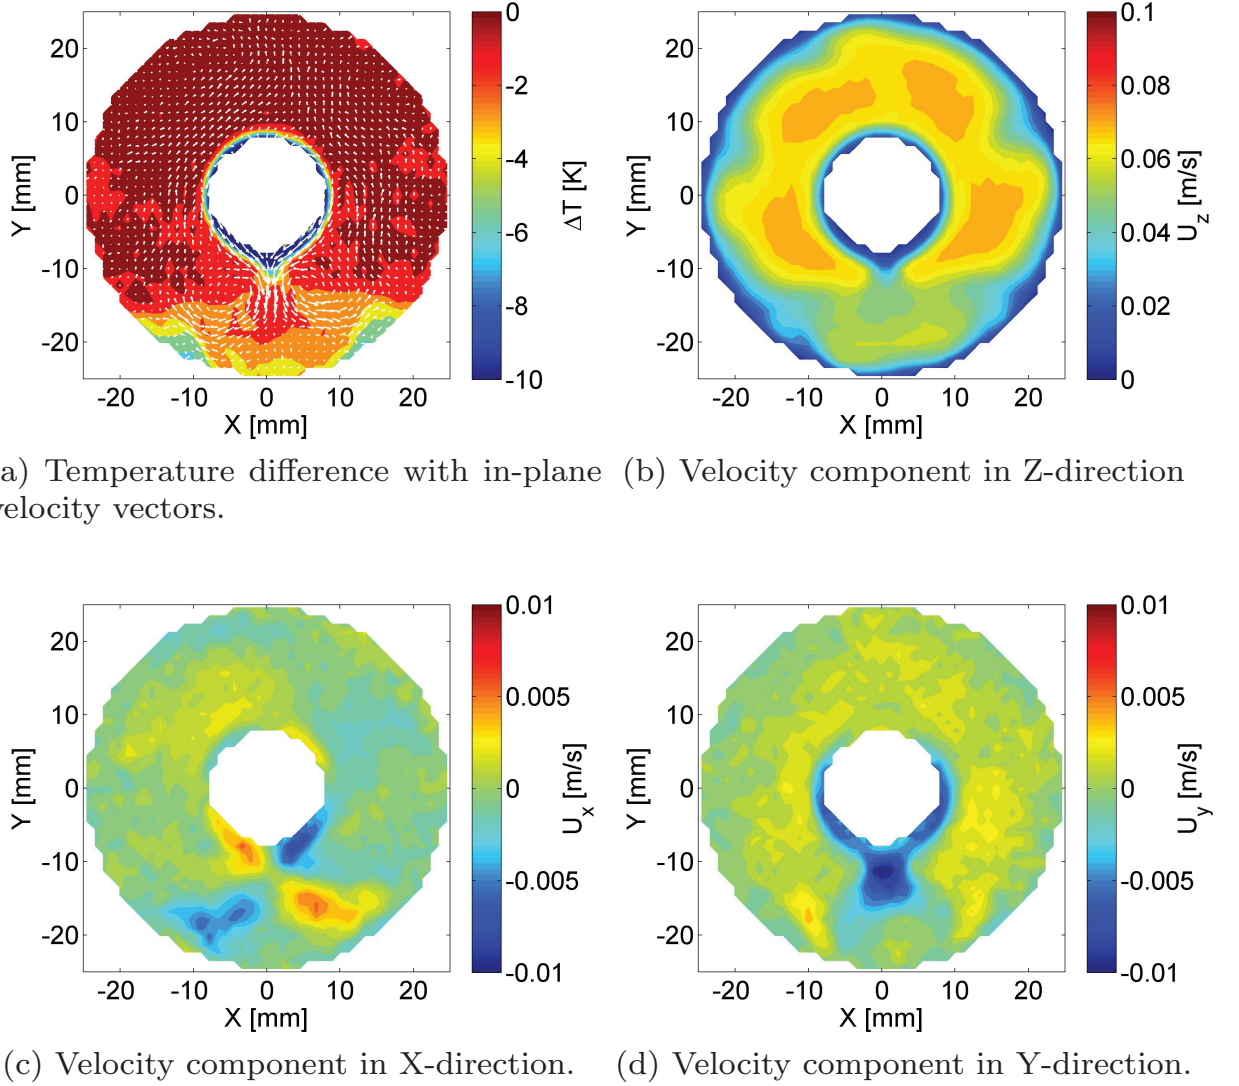 20
10
0
-10
-20
Y [mm]
-20 -10 0 10 20
X [mm]
0
-2
-4
-6
-8
-10
ΔT [K]
20
10
0
-10
-20
Y [mm]
-20 -10 0 10 20
X [mm]
0.1
0.08
0.06
0.04
0.02
0
U_z [m/s]
a) Temperature difference with in-plane
velocity vectors.
(b) Velocity component in Z-direction
20
10
0
-10
-20
Y [mm]
-20 -10 0 10 20
X [mm]
0.01
0.005
0
-0.005
-0.01
U_x [m/s]
20
10
0
-10
-20
Y [mm]
-20 -10 0 10 20
X [mm]
0.01
0.005
0
-0.005
-0.01
U_y [m/s]
(c) Velocity component in X-direction.
(d) Velocity component in Y-direction.